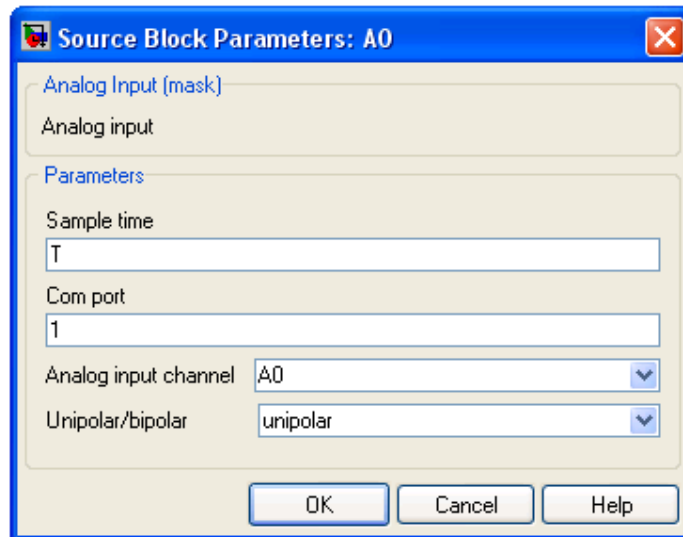 Source Block Parameters: A0
Analog Input (mask)
Analog input
Parameters
Sample time
T
Com port
1
Analog input channel A0
Unipolar/bipolar unipolar
OK Cancel Help